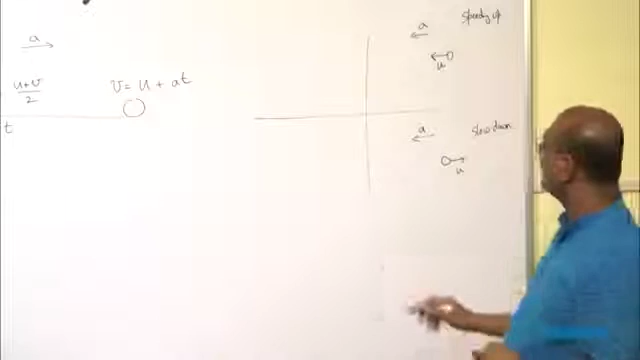 a
u+v
2
v = u + at
t
a speedy up
u
a slow down
u